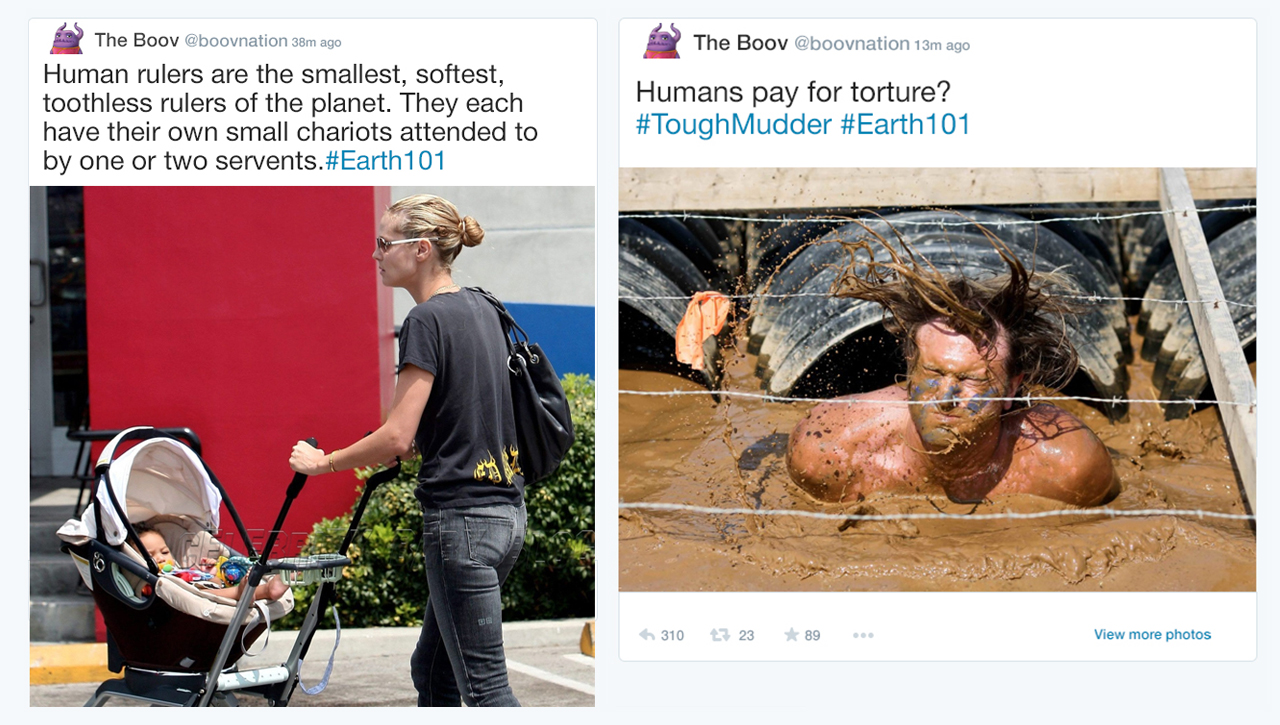 The Boov @boovnation 38m ago
Human rulers are the smallest, softest,
toothless rulers of the planet. They each
have their own small chariots attended to
by one or two servents.#Earth101
The Boov @boovnation 13m ago
Humans pay for torture?
#ToughMudder #Earth101
310 23 89
View more photos